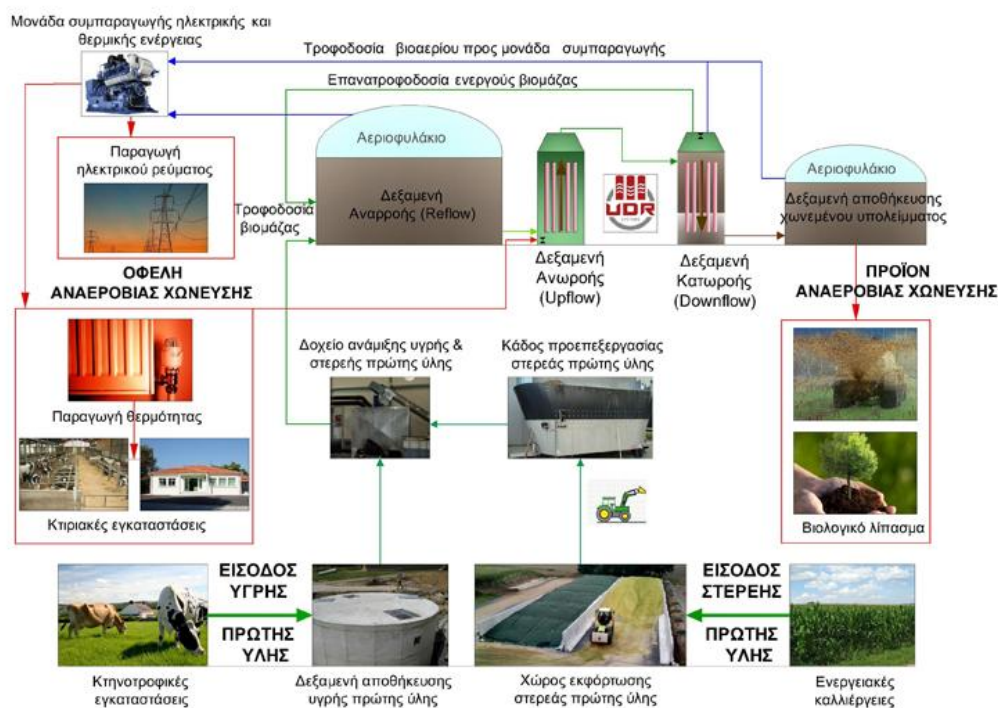 Μονάδα συμπαραγωγής ηλεκτρικής και
θερμικής ενέργειας
Τροφοδοσία βιοαερίου προς μονάδα συμπαραγωγής
Επανατροφοδοσία ενεργούς βιομάζας
Παραγωγή
ηλεκτρικού ρεύματος
Τροφοδοσία
βιομάζας
Αεριοφυλάκιο
Δεξαμενή
Αναρροής (Reflow)
UDR
Αεριοφυλάκιο
Δεξαμενή αποθήκευσης
χωνεμένου υπολείμματος
Δεξαμενή
Ανωροής
(Upflow)
Δεξαμενή
Κατωροής
(Downflow)
ΟΦΕΛΗ
ΑΝΑΕΡΟΒΙΑΣ ΧΩΝΕΥΣΗΣ
ΠΡΟΪΟΝ
ΑΝΑΕΡΟΒΙΑΣ ΧΩΝΕΥΣΗΣ
Δοχείο ανάμιξης υγρής &
στερεής πρώτης ύλης
Κάδος προεπεξεργασίας
στερεάς πρώτης ύλης
Παραγωγή θερμότητας
Κτιριακές εγκαταστάσεις
Βιολογικό λίπασμα
ΕΙΣΟΔΟΣ
ΥΓΡΗΣ
ΠΡΩΤΗΣ
ΥΛΗΣ
ΕΙΣΟΔΟΣ
ΣΤΕΡΕΗΣ
ΠΡΩΤΗΣ
ΥΛΗΣ
Κτηνοτροφικές
εγκαταστάσεις
Δεξαμενή αποθήκευσης
υγρής πρώτης ύλης
Χώρος εκφόρτωσης
στερεάς πρώτης ύλης
Ενεργειακές
καλλιέργειες